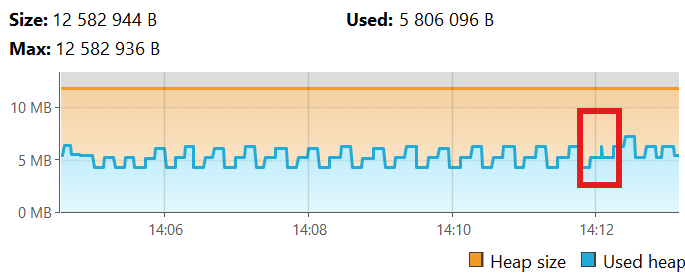 Size: 12 582 944 B
Used: 5 806 096 B
Max: 12 582 936 B
10 MB
5 MB
0 MB
14:06
14:08
14:10
14:12
Heap size
Used heap